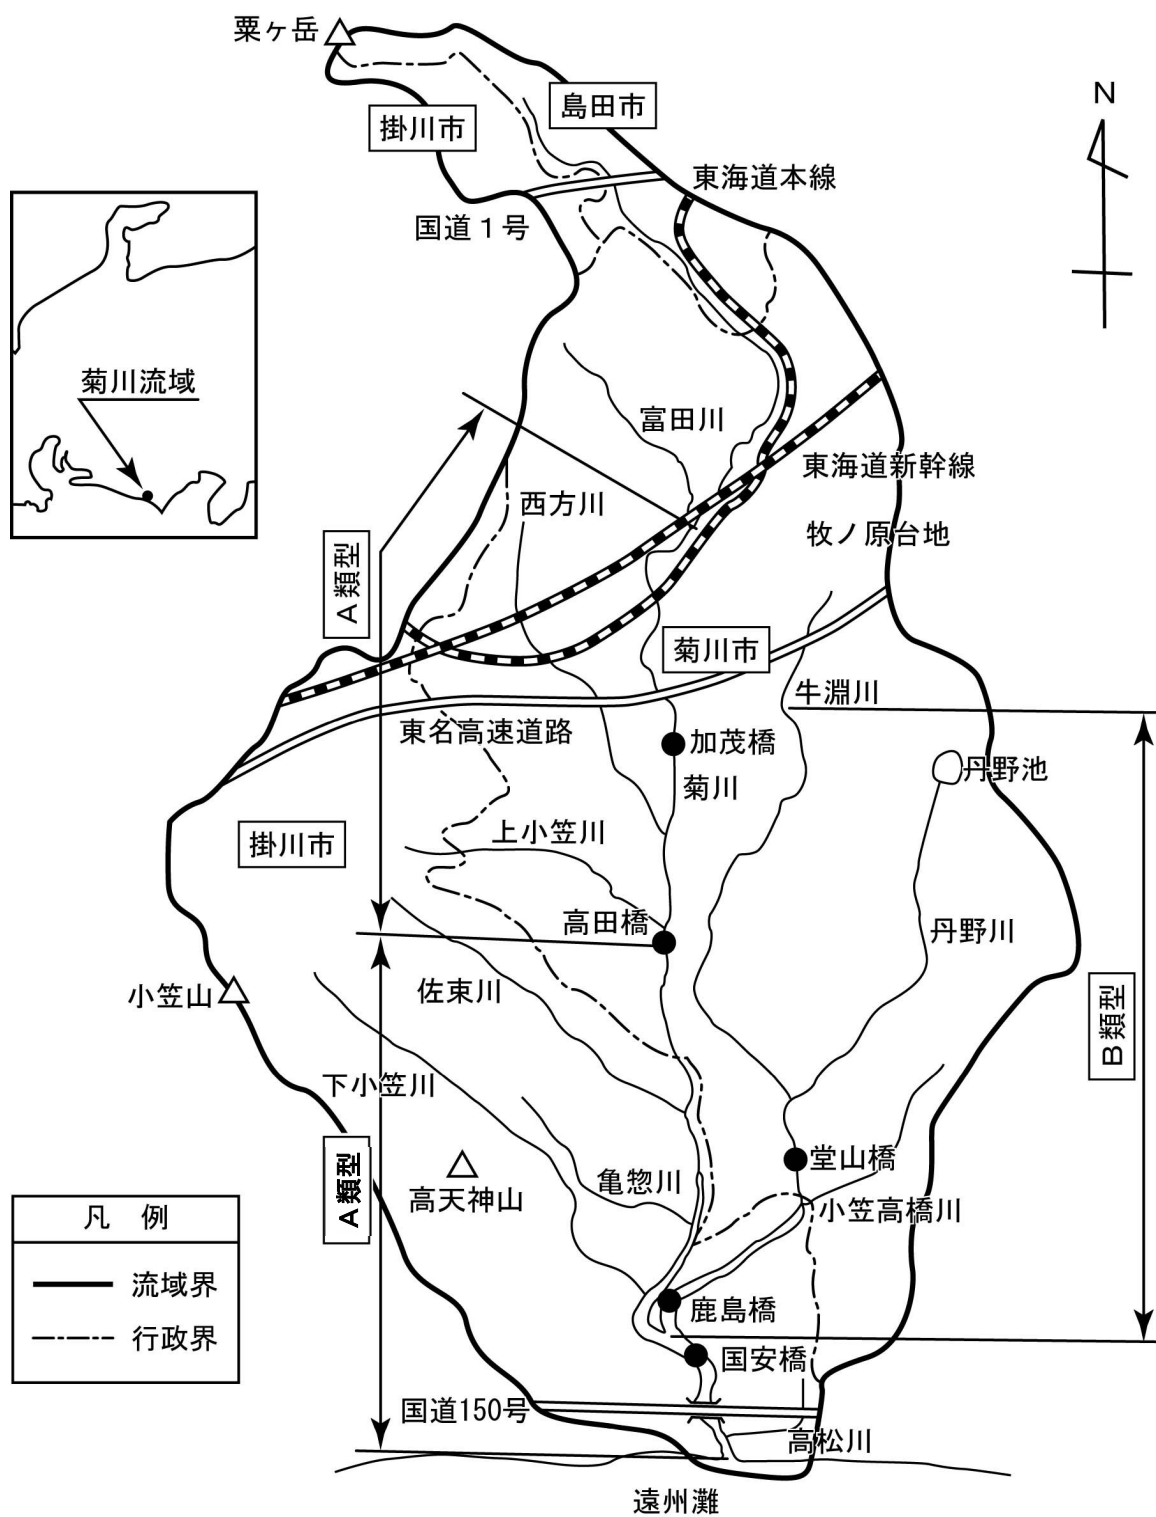 粟ヶ岳
島田市
掛川市
N
東海道本線
国道１号
菊川流域
富田川
東海道新幹線
西方川
牧ノ原台地
A類型
菊川市
牛淵川
東名高速道路
加茂橋
丹野池
菊川
上小笠川
掛川市
高田橋
丹野川
佐束川
小笠山
B類型
下小笠川
堂山橋
A類型
亀惣川
高天神山
小笠高橋川
凡 例
流域界
行政界
鹿島橋
国安橋
国道150号
高松川
遠州灘